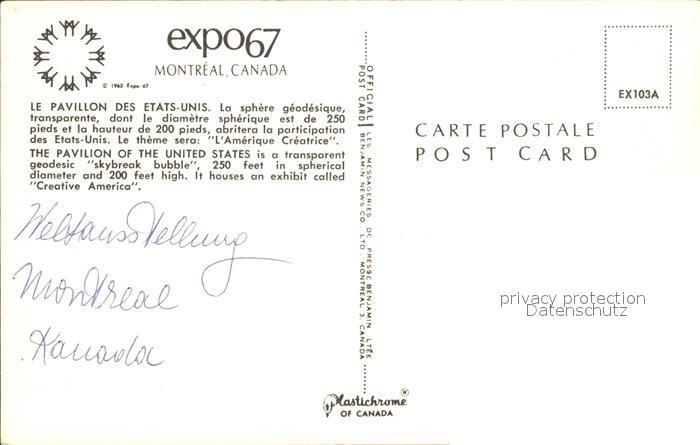 expo67
MONTRÉAL, CANADA
© 1963 Expo 67
LE PAVILLON DES ETATS-UNIS. La sphère géodésique,
transparente, dont le diamètre sphérique est de 250
pieds et la hauteur de 200 pieds, abritera la participation
des Etats-Unis. Le thème sera: "L'Amérique Créatrice".
THE PAVILION OF THE UNITED STATES is a transparent
geodesic "skybreak bubble", 250 feet in spherical
diameter and 200 feet high. It houses an exhibit called
"Creative America".
Weltausstellung
Montreal
Kanada
OFFICIAL LES MESSAGERIES DE PRESSE BENJAMIN LTÉE
POST CARD BENJAMIN NEWS CO. LTD. MONTREAL 3, CANADA
Plastichrome®
OF CANADA
EX103A
CARTE POSTALE
POST CARD
privacy protection
Datenschutz